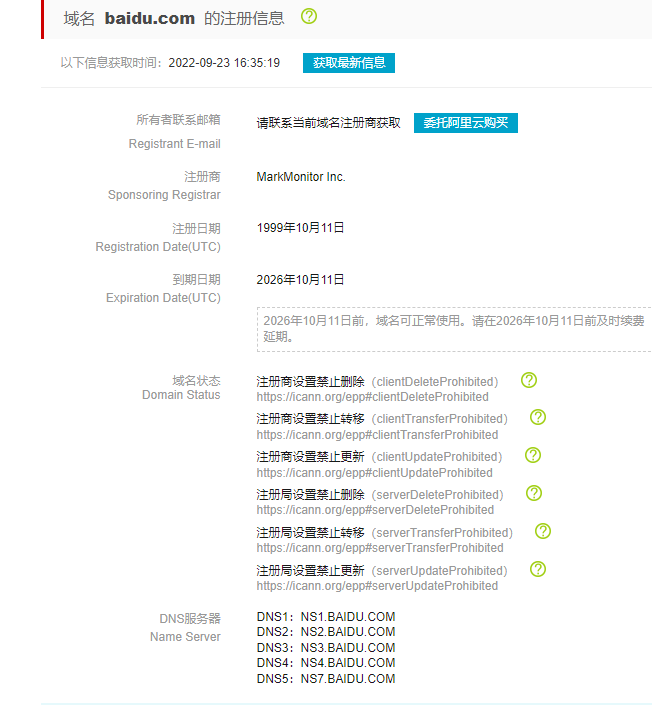 域名 baidu.com 的注册信息
以下信息获取时间：2022-09-23 16:35:19 获取最新信息
所有者联系邮箱
Registrant E-mail
请联系当前域名注册商获取 委托阿里云购买
注册商
Sponsoring Registrar
MarkMonitor Inc.
注册日期
Registration Date(UTC)
1999年10月11日
到期日期
Expiration Date(UTC)
2026年10月11日
2026年10月11日前，域名可正常使用。请在2026年10月11日前及时续费
延期。
域名状态
Domain Status
注册商设置禁止删除（clientDeleteProhibited）
https://icann.org/epp#clientDeleteProhibited
注册商设置禁止转移（clientTransferProhibited）
https://icann.org/epp#clientTransferProhibited
注册商设置禁止更新（clientUpdateProhibited）
https://icann.org/epp#clientUpdateProhibited
注册局设置禁止删除（serverDeleteProhibited）
https://icann.org/epp#serverDeleteProhibited
注册局设置禁止转移（serverTransferProhibited）
https://icann.org/epp#serverTransferProhibited
注册局设置禁止更新（serverUpdateProhibited）
https://icann.org/epp#serverUpdateProhibited
DNS服务器
Name Server
DNS1：NS1.BAIDU.COM
DNS2：NS2.BAIDU.COM
DNS3：NS3.BAIDU.COM
DNS4：NS4.BAIDU.COM
DNS5：NS7.BAIDU.COM